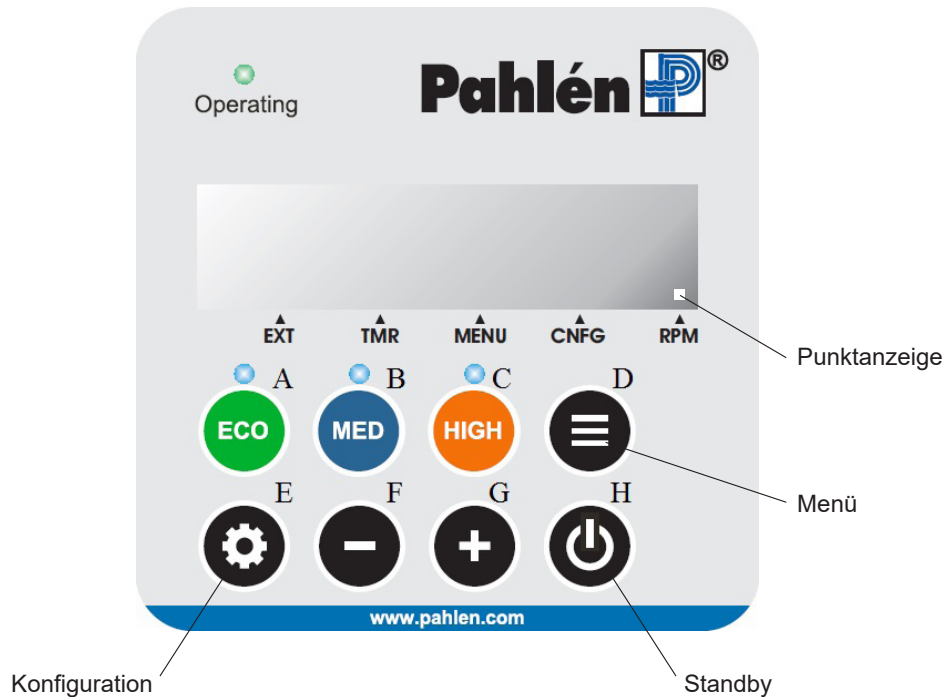 Operating
Pahlén ®
EXT TMR MENU CNFG RPM
Punktanzeige
A B C D
ECO MED HIGH
Menü
E F G H
www.pahlen.com
Konfiguration Standby